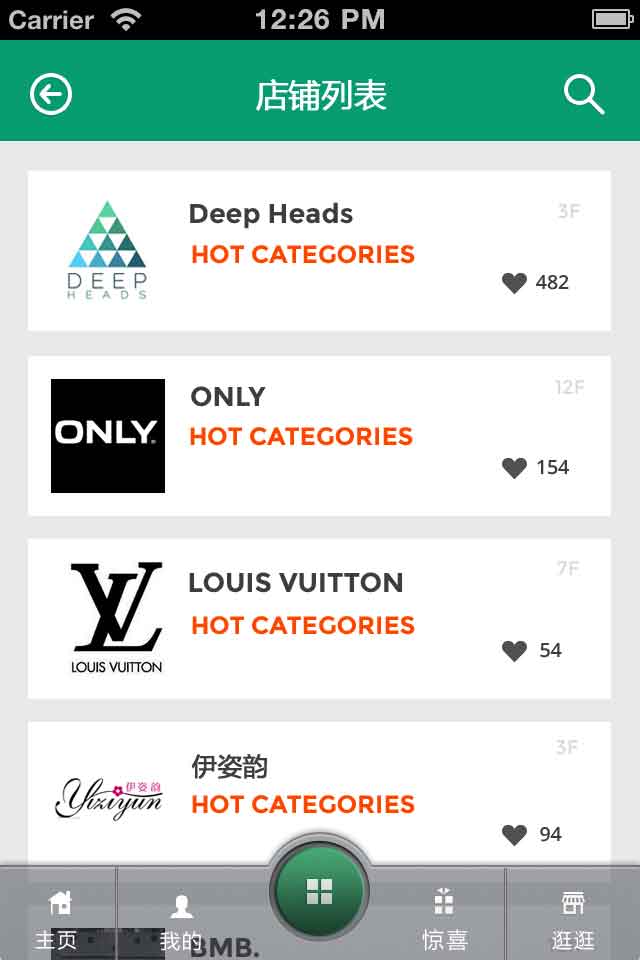 Carrier 12:26 PM
店铺列表
DEEP
HEADS
Deep Heads
3F
HOT CATEGORIES
482
ONLY
ONLY
12F
HOT CATEGORIES
154
LOUIS VUITTON
LOUIS VUITTON
7F
HOT CATEGORIES
54
伊姿韵
Yiziyun
伊姿韵
3F
HOT CATEGORIES
94
BMB.
主页
我的
惊喜
逛逛